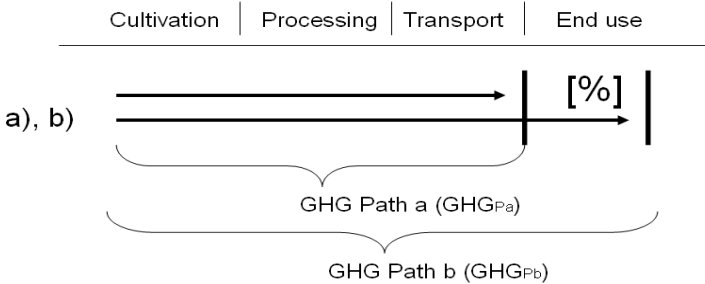 Cultivation Processing Transport End use
[%]
a), b)
GHG Path a (GHGPa)
GHG Path b (GHGPb)